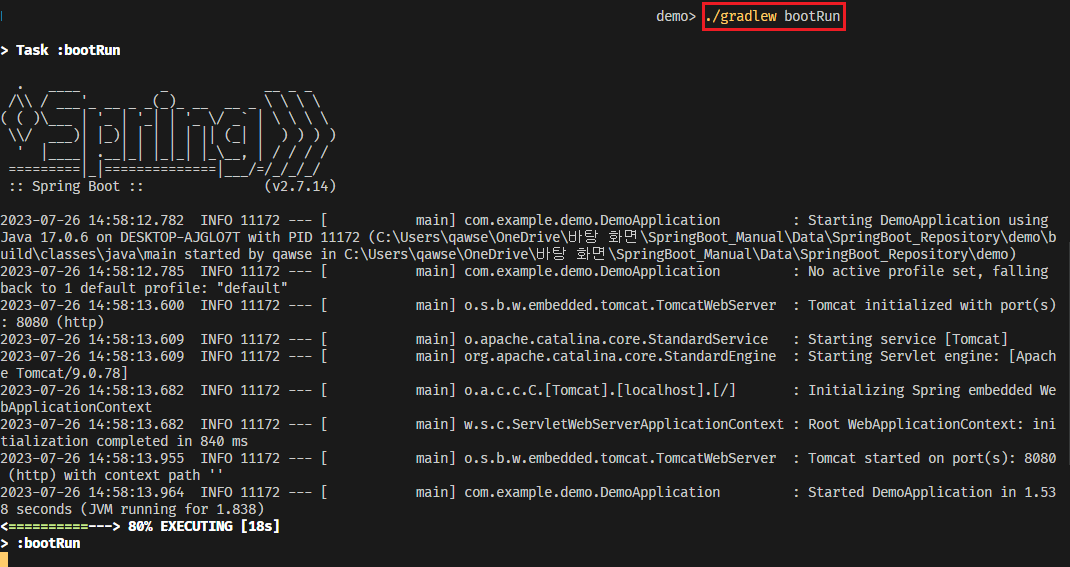 demo> ./gradlew bootRun
> Task :bootRun
  .   ____          _            __ _ _
 /\\ / ___'_ __ _ _(_)_ __  __ _ \ \ \ \
( ( )\___ | '_ | '_| | '_ \/ _` | \ \ \ \
 \\/  ___)| |_)| | | | | || (_| |  ) ) ) )
  '  |____| .__|_| |_|_| |_\__, | / / / /
 =========|_|==============|___/=/_/_/_/
 :: Spring Boot ::               (v2.7.14)
2023-07-26 14:58:12.782  INFO 11172 --- [           main] com.example.demo.DemoApplication         : Starting DemoApplication using
Java 17.0.6 on DESKTOP-AJGLO7T with PID 11172 (C:\Users\qawse\OneDrive\바탕 화면\SpringBoot_Manual\Data\SpringBoot_Repository\demo\b
uild\classes\java\main started by qawse in C:\Users\qawse\OneDrive\바탕 화면\SpringBoot_Manual\Data\SpringBoot_Repository\demo)
2023-07-26 14:58:12.785  INFO 11172 --- [           main] com.example.demo.DemoApplication         : No active profile set, falling
back to 1 default profile: "default"
2023-07-26 14:58:13.600  INFO 11172 --- [           main] o.s.b.w.embedded.tomcat.TomcatWebServer  : Tomcat initialized with port(s)
: 8080 (http)
2023-07-26 14:58:13.609  INFO 11172 --- [           main] o.apache.catalina.core.StandardService   : Starting service [Tomcat]
2023-07-26 14:58:13.609  INFO 11172 --- [           main] org.apache.catalina.core.StandardEngine  : Starting Servlet engine: [Apach
e Tomcat/9.0.78]
2023-07-26 14:58:13.682  INFO 11172 --- [           main] o.a.c.c.C.[Tomcat].[localhost].[/]       : Initializing Spring embedded We
bApplicationContext
2023-07-26 14:58:13.682  INFO 11172 --- [           main] w.s.c.ServletWebServerApplicationContext : Root WebApplicationContext: ini
tialization completed in 840 ms
2023-07-26 14:58:13.955  INFO 11172 --- [           main] o.s.b.w.embedded.tomcat.TomcatWebServer  : Tomcat started on port(s): 8080
 (http) with context path ''
2023-07-26 14:58:13.964  INFO 11172 --- [           main] com.example.demo.DemoApplication         : Started DemoApplication in 1.53
8 seconds (JVM running for 1.838)
<==========---> 80% EXECUTING [18s]
> :bootRun